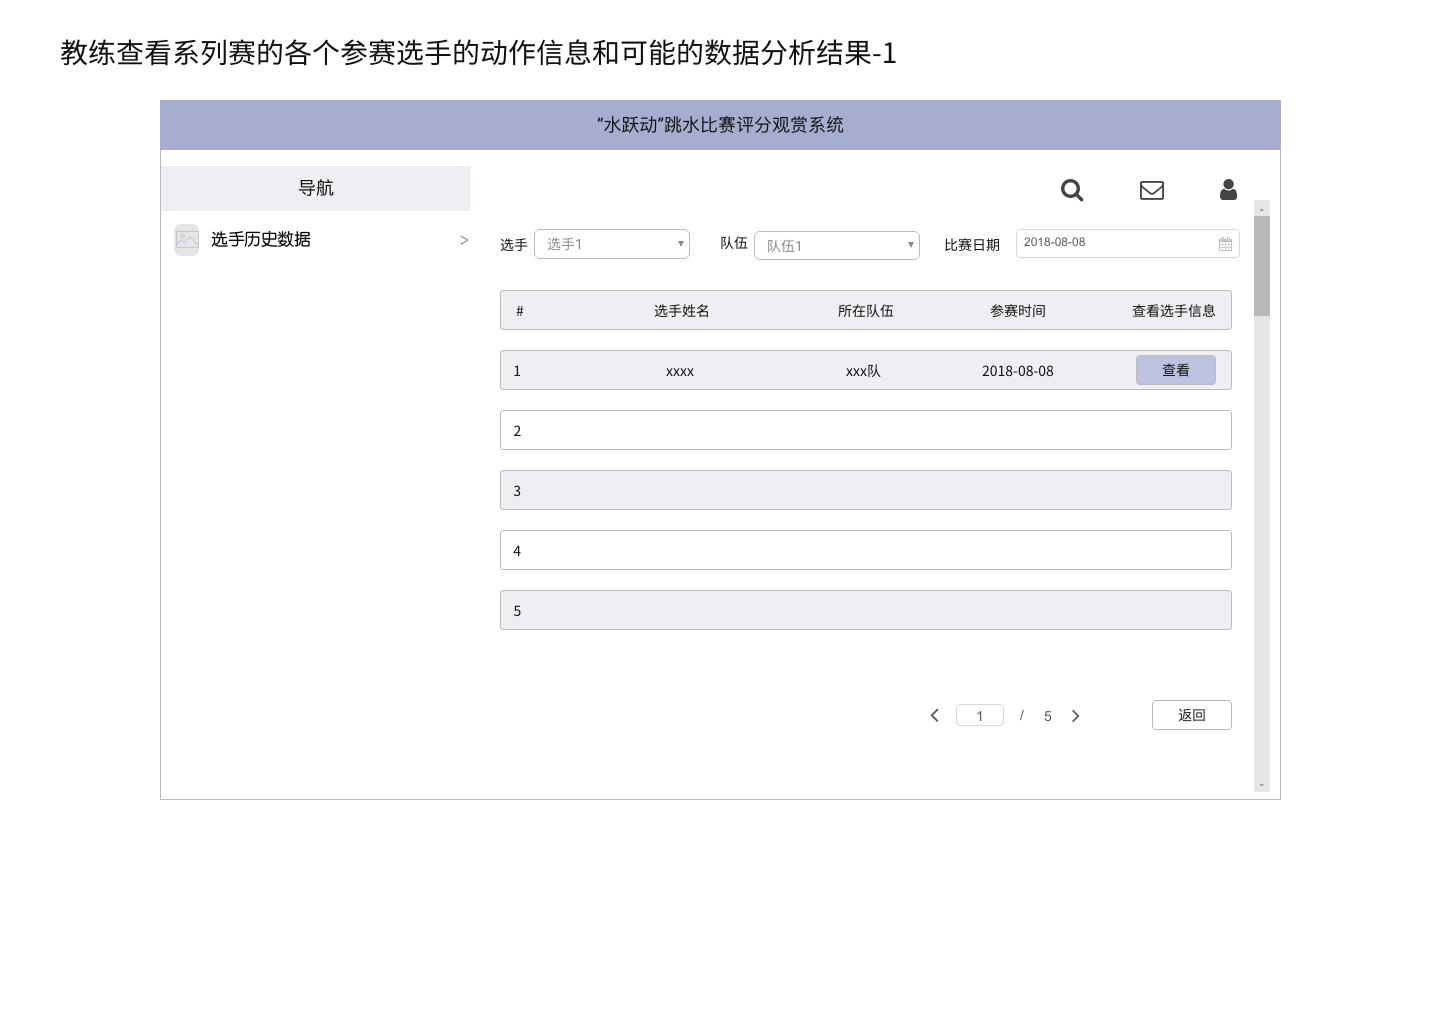 教练查看系列赛的各个参赛选手的动作信息和可能的数据分析结果-1
“水跃动”跳水比赛评分观赏系统
导航
选手历史数据 >
选手 选手1 队伍 队伍1 比赛日期 2018-08-08
# 选手姓名 所在队伍 参赛时间 查看选手信息
1 xxxx xxx队 2018-08-08 查看
2
3
4
5
1 / 5 返回